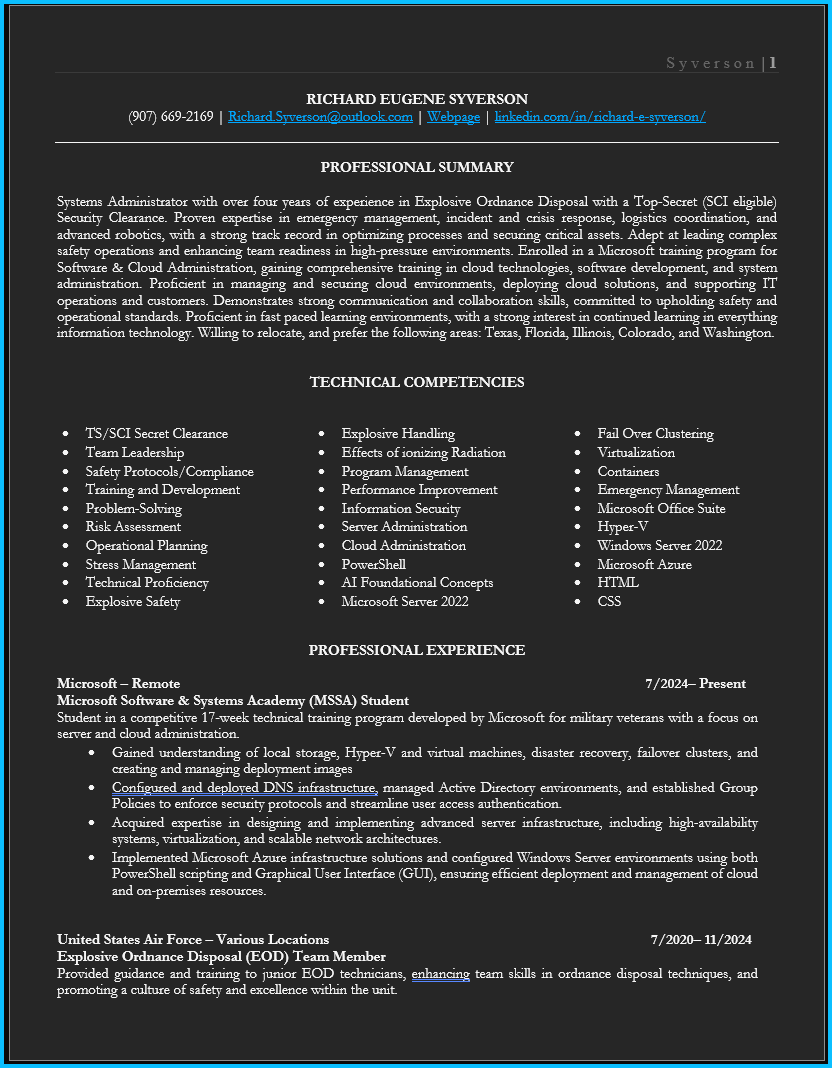 Syverson | 1
RICHARD EUGENE SYVERSON
(907) 669-2169 | Richard.Syverson@outlook.com | Webpage | linkedin.com/in/richard-e-syverson/
PROFESSIONAL SUMMARY
Systems Administrator with over four years of experience in Explosive Ordnance Disposal with a Top-Secret (SCI eligible)
Security Clearance. Proven expertise in emergency management, incident and crisis response, logistics coordination, and
advanced robotics, with a strong track record in optimizing processes and securing critical assets. Adept at leading complex
safety operations and enhancing team readiness in high-pressure environments. Enrolled in a Microsoft training program for
Software & Cloud Administration, gaining comprehensive training in cloud technologies, software development, and system
administration. Proficient in managing and securing cloud environments, deploying cloud solutions, and supporting IT
operations and customers. Demonstrates strong communication and collaboration skills, committed to upholding safety and
operational standards. Proficient in fast paced learning environments, with a strong interest in continued learning in everything
information technology. Willing to relocate, and prefer the following areas: Texas, Florida, Illinois, Colorado, and Washington.
TECHNICAL COMPETENCIES
• TS/SCI Secret Clearance
• Team Leadership
• Safety Protocols/Compliance
• Training and Development
• Problem-Solving
• Risk Assessment
• Operational Planning
• Stress Management
• Technical Proficiency
• Explosive Safety
• Explosive Handling
• Effects of ionizing Radiation
• Program Management
• Performance Improvement
• Information Security
• Server Administration
• Cloud Administration
• PowerShell
• AI Foundational Concepts
• Microsoft Server 2022
• Fail Over Clustering
• Virtualization
• Containers
• Emergency Management
• Microsoft Office Suite
• Hyper-V
• Windows Server 2022
• Microsoft Azure
• HTML
• CSS
PROFESSIONAL EXPERIENCE
Microsoft – Remote 7/2024– Present
Microsoft Software & Systems Academy (MSSA) Student
Student in a competitive 17-week technical training program developed by Microsoft for military veterans with a focus on
server and cloud administration.
• Gained understanding of local storage, Hyper-V and virtual machines, disaster recovery, failover clusters, and
creating and managing deployment images
• Configured and deployed DNS infrastructure, managed Active Directory environments, and established Group
Policies to enforce security protocols and streamline user access authentication.
• Acquired expertise in designing and implementing advanced server infrastructure, including high-availability
systems, virtualization, and scalable network architectures.
• Implemented Microsoft Azure infrastructure solutions and configured Windows Server environments using both
PowerShell scripting and Graphical User Interface (GUI), ensuring efficient deployment and management of cloud
and on-premises resources.
United States Air Force – Various Locations 7/2020– 11/2024
Explosive Ordnance Disposal (EOD) Team Member
Provided guidance and training to junior EOD technicians, enhancing team skills in ordnance disposal techniques, and
promoting a culture of safety and excellence within the unit.